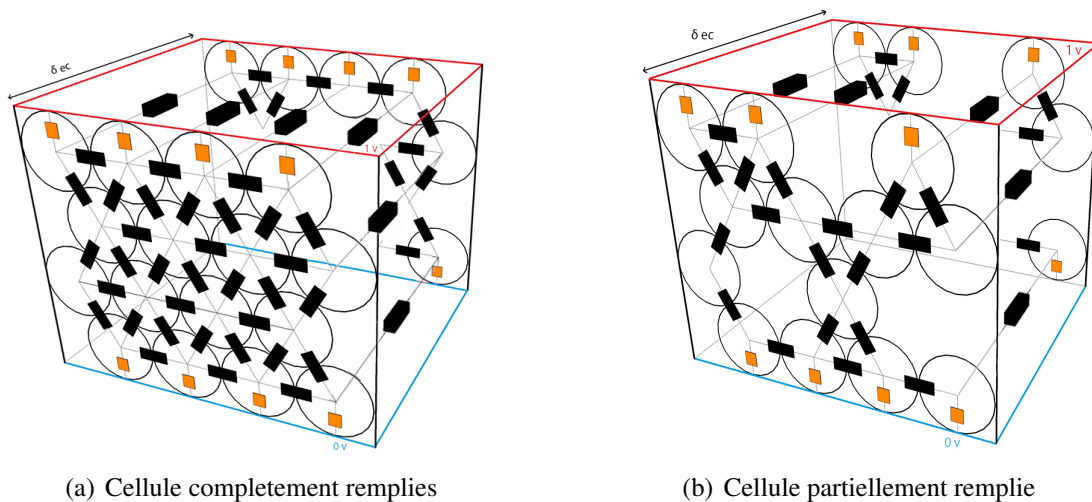 δ ec
1 v
0 v
δ ec
1 v
0 v
(a) Cellule completement remplies
(b) Cellule partiellement remplie